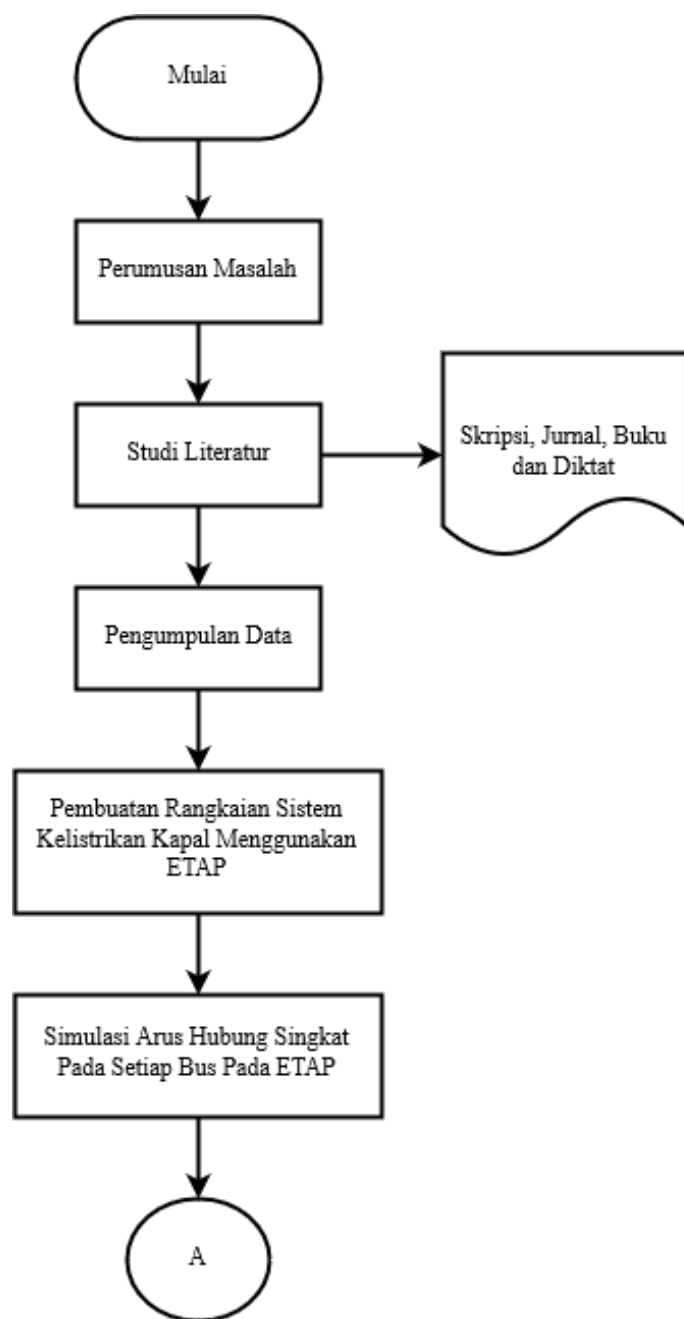 Mulai
Perumusan Masalah
Studi Literatur
Skripsi, Jurnal, Buku
dan Diktat
Pengumpulan Data
Pembuatan Rangkaian Sistem
Kelistrikan Kapal Menggunakan
ETAP
Simulasi Arus Hubung Singkat
Pada Setiap Bus Pada ETAP
A